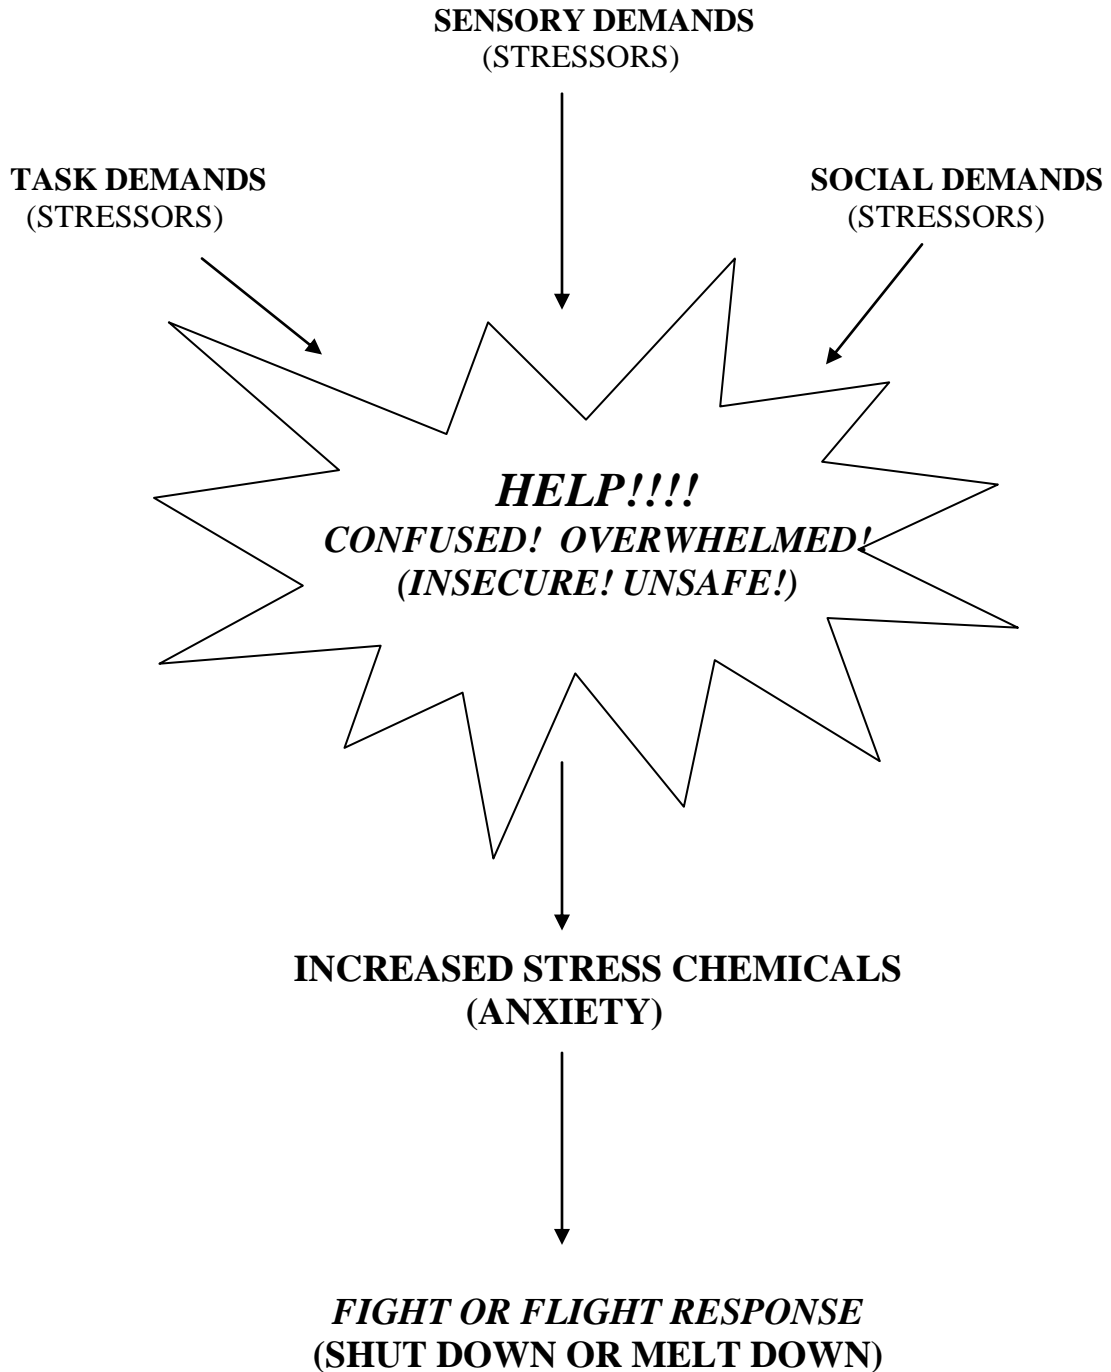 SENSORY DEMANDS
(STRESSORS)
TASK DEMANDS
(STRESSORS)
SOCIAL DEMANDS
(STRESSORS)
HELP!!!!
CONFUSED! OVERWHELMED!
(INSECURE! UNSAFE!)
INCREASED STRESS CHEMICALS
(ANXIETY)
FIGHT OR FLIGHT RESPONSE
(SHUT DOWN OR MELT DOWN)